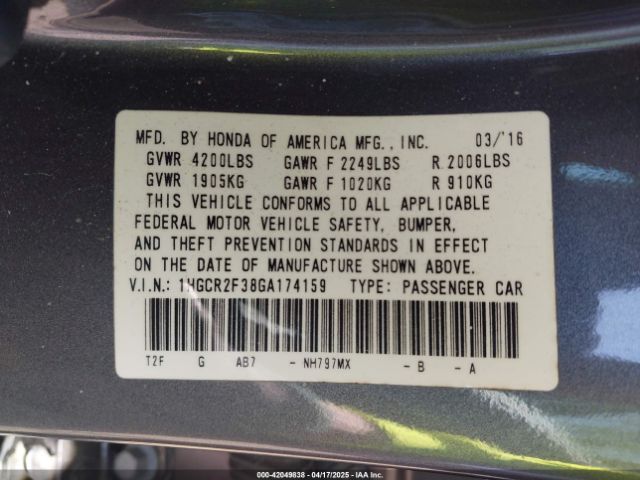 MFD. BY HONDA OF AMERICA MFG., INC. 03/'16
GVWR 4200LBS GAWR F 2249LBS R 2006LBS
GVWR 1905KG GAWR F 1020KG R 910KG
THIS VEHICLE CONFORMS TO ALL APPLICABLE
FEDERAL MOTOR VEHICLE SAFETY, BUMPER,
AND THEFT PREVENTION STANDARDS IN EFFECT
ON THE DATE OF MANUFACTURE SHOWN ABOVE.
V.I.N.: 1HGCR2F38GA174159 TYPE: PASSENGER CAR
T2F G AB7 - NH797MX - B - A
000-42049838 - 04/17/2025 - IAAI.COM